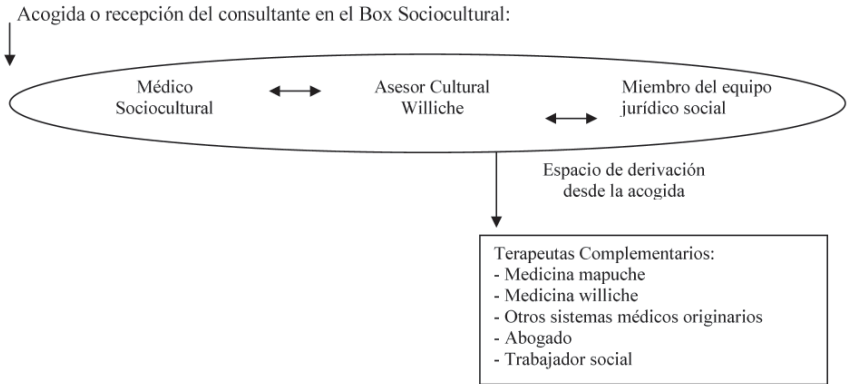 Acogida o recepción del consultante en el Box Sociocultural:
Médico
Sociocultural
Asesor Cultural
Williche
Miembro del equipo
jurídico social
Espacio de derivación
desde la acogida
Terapeutas Complementarios:
- Medicina mapuche
- Medicina williche
- Otros sistemas médicos originarios
- Abogado
- Trabajador social